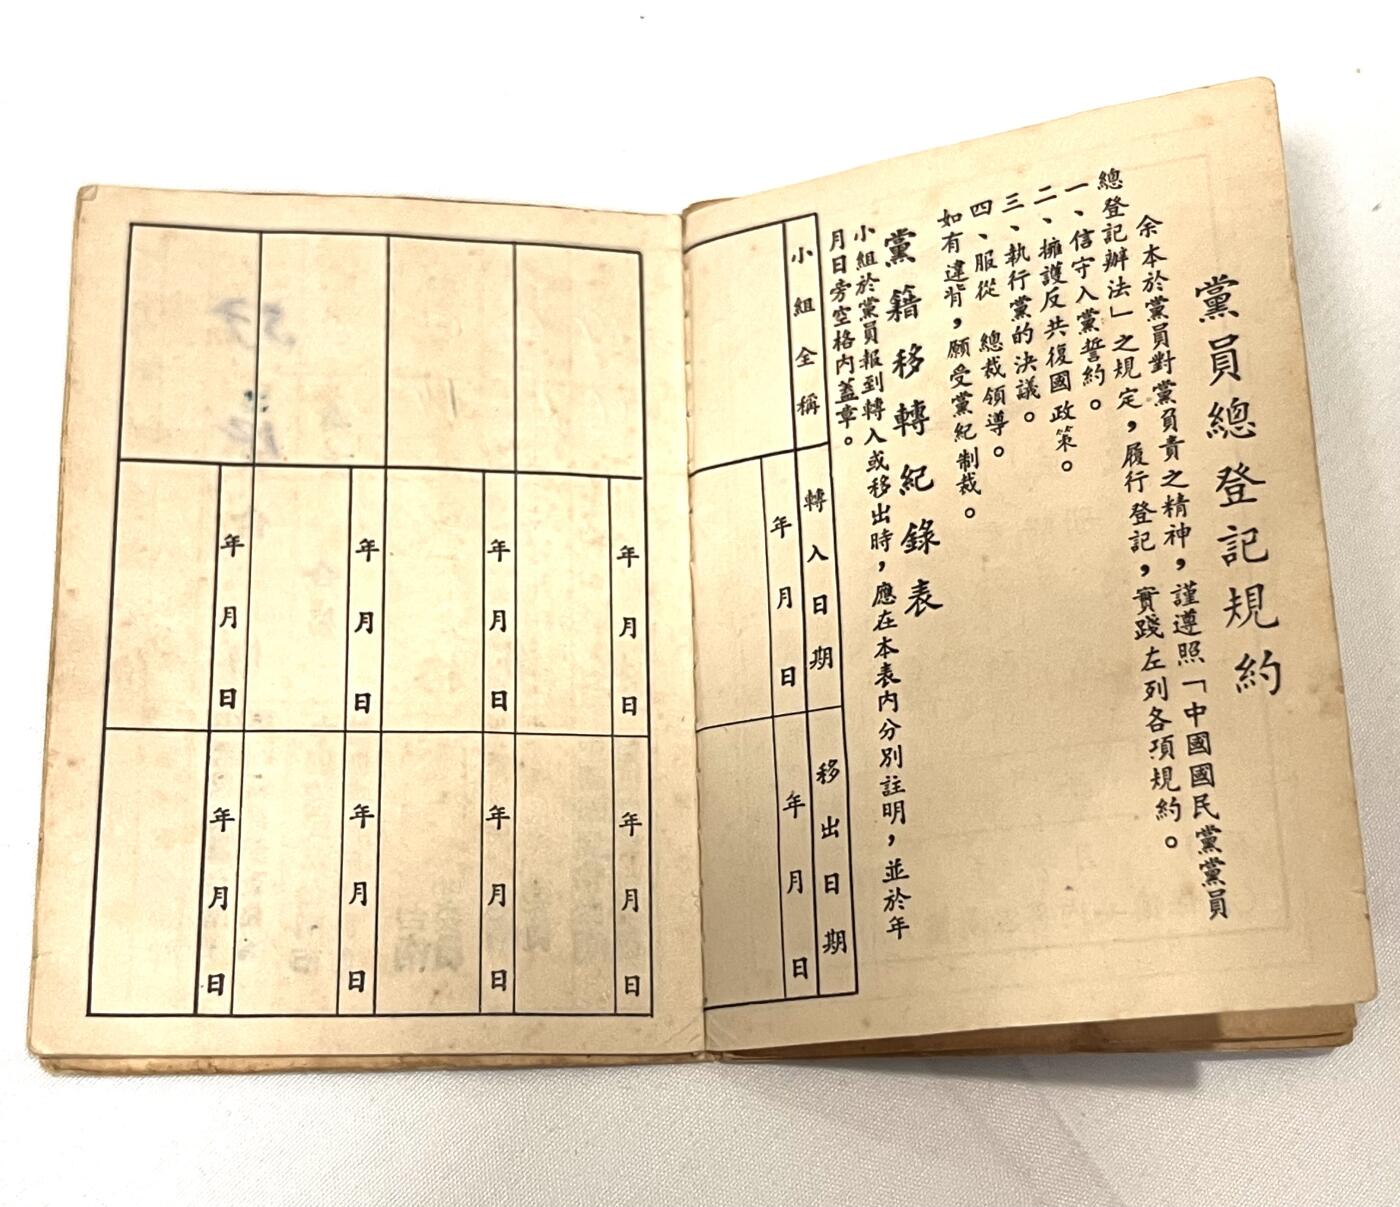 黨員總登記規約
余本於黨員對黨負責之精神，謹遵照「中國國民黨黨員
總登記辦法」之規定，履行登記，實踐左列各項規約。
一、信守入黨誓約。
二、擁護反共復國政策。
三、執行黨的決議。
四、服從　總裁領導。
如有違背，願受黨紀制裁。
黨籍移轉紀錄表
小組於黨員報到轉入或移出時，應在本表內分別註明，並於年
月日旁空格內蓋章。
小組全稱 轉入日期 移出日期
年月日 年月日
年月日 年月日
年月日 年月日
年月日 年月日
年月日 年月日